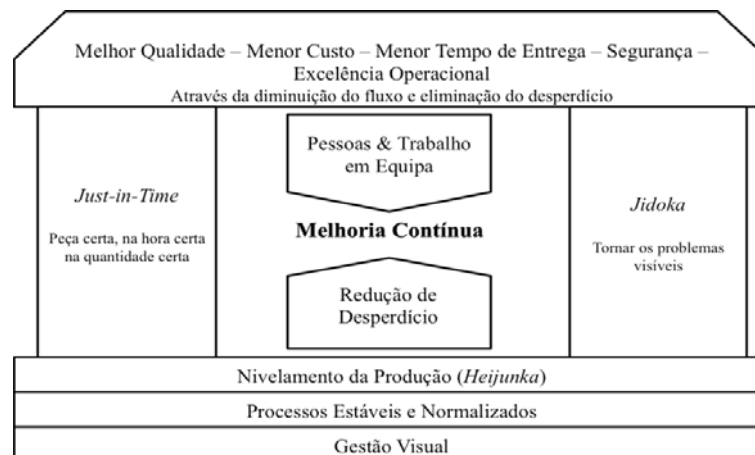 Melhor Qualidade – Menor Custo – Menor Tempo de Entrega – Segurança –
Excelência Operacional
Através da diminuição do fluxo e eliminação do desperdício
Just-in-Time
Peça certa, na hora certa
na quantidade certa
Pessoas & Trabalho
em Equipa
Melhoria Contínua
Redução de
Desperdício
Jidoka
Tornar os problemas
visíveis
Nivelamento da Produção (Heijunka)
Processos Estáveis e Normalizados
Gestão Visual